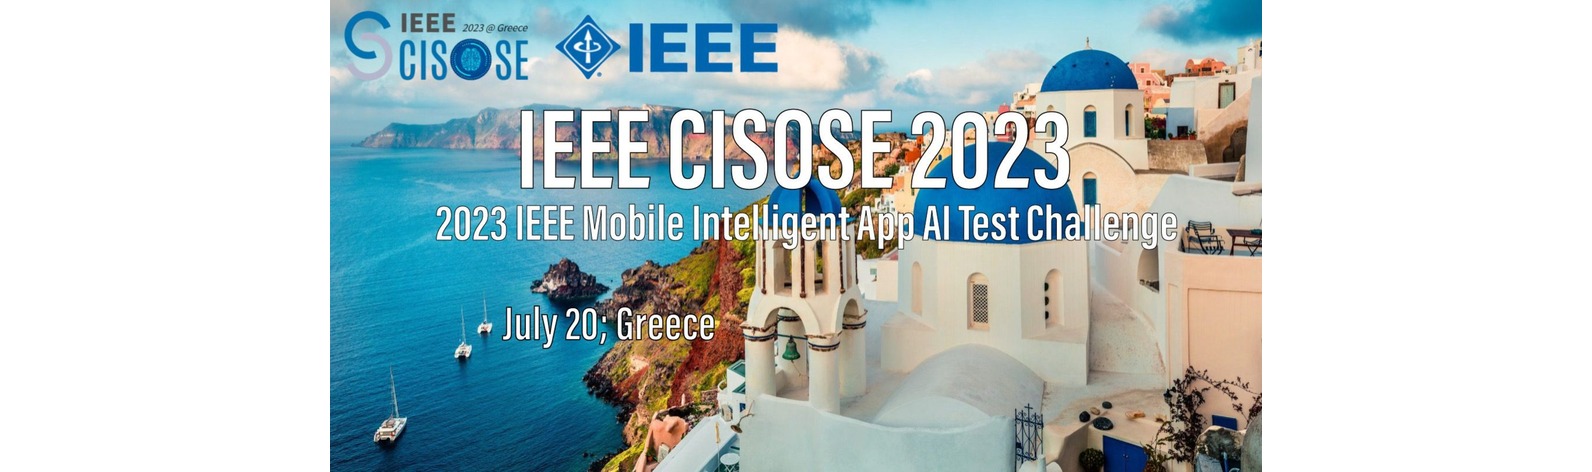 IEEE 2023 @ Greece
CISOSE
IEEE
IEEE CISOSE 2023
2023 IEEE Mobile Intelligent App AI Test Challenge
July 20; Greece